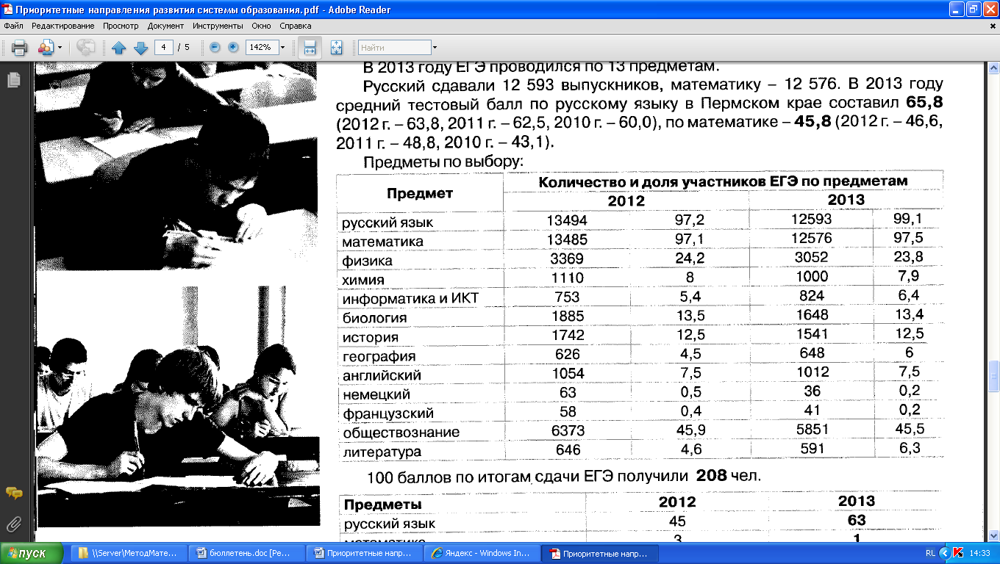 Приоритетные направления развития системы образования.pdf - Adobe Reader
Файл Редактирование Просмотр Документ Инструменты Окно Справка
4 / 5 142% Найти
В 2013 году ЕГЭ проводился по 13 предметам.
Русский сдавали 12 593 выпускников, математику – 12 576. В 2013 году
средний тестовый балл по русскому языку в Пермском крае составил 65,8
(2012 г. – 63,8, 2011 г. – 62,5, 2010 г. – 60,0), по математике – 45,8 (2012 г. – 46,6,
2011 г. – 48,8, 2010 г. – 43,1).
Предметы по выбору:
Предмет Количество и доля участников ЕГЭ по предметам
2012 2013
русский язык 13494 97,2 12593 99,1
математика 13485 97,1 12576 97,5
физика 3369 24,2 3052 23,8
химия 1110 8 1000 7,9
информатика и ИКТ 753 5,4 824 6,4
биология 1885 13,5 1648 13,4
история 1742 12,5 1541 12,5
география 626 4,5 648 6
английский 1054 7,5 1012 7,5
немецкий 63 0,5 36 0,2
французский 58 0,4 41 0,2
обществознание 6373 45,9 5851 45,5
литература 646 4,6 591 6,3
100 баллов по итогам сдачи ЕГЭ получили 208 чел.
Предметы 2012 2013
русский язык 45 63
математика 3 1
пуск \\Server\МетодМате... бюллетень.doc [Ре... Приоритетные напр... Яндекс - Windows In... Приоритетные напр... RL 14:33